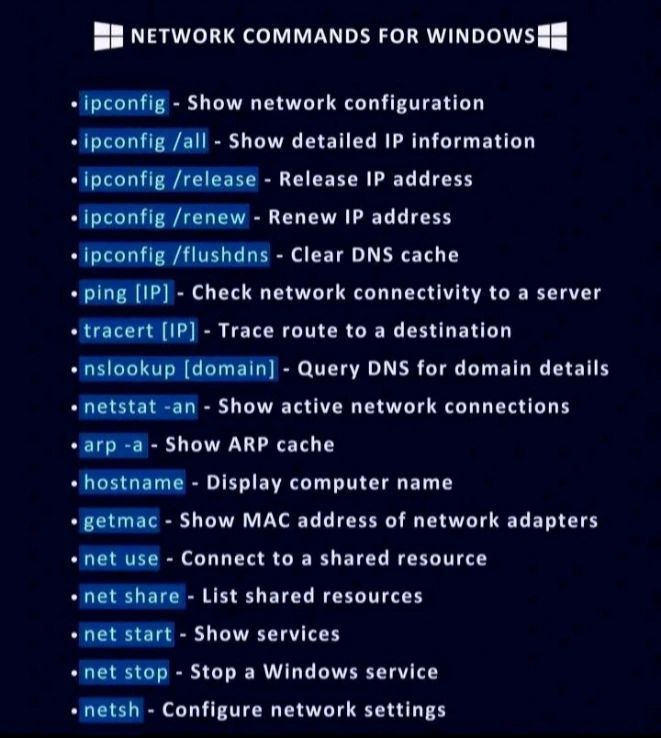 NETWORK COMMANDS FOR WINDOWS
• ipconfig - Show network configuration
• ipconfig /all - Show detailed IP information
• ipconfig /release - Release IP address
• ipconfig /renew - Renew IP address
• ipconfig /flushdns - Clear DNS cache
• ping [IP] - Check network connectivity to a server
• tracert [IP] - Trace route to a destination
• nslookup [domain] - Query DNS for domain details
• netstat -an - Show active network connections
• arp -a - Show ARP cache
• hostname - Display computer name
• getmac - Show MAC address of network adapters
• net use - Connect to a shared resource
• net share - List shared resources
• net start - Show services
• net stop - Stop a Windows service
• netsh - Configure network settings